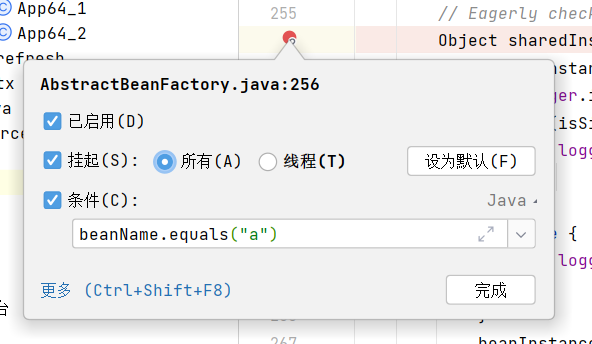 App64_1
App64_2
refresh
tx
va
rce
台
255
// Eagerly check
Object sharedIns
AbstractBeanFactory.java:256
已启用(D)
挂起(S): 所有(A) 线程(T) 设为默认(F)
条件(C): Java
beanName.equals("a")
更多 (Ctrl+Shift+F8) 完成
nstan
ger.i
(isSi
logg
e {
logg
}
267
beanInstance